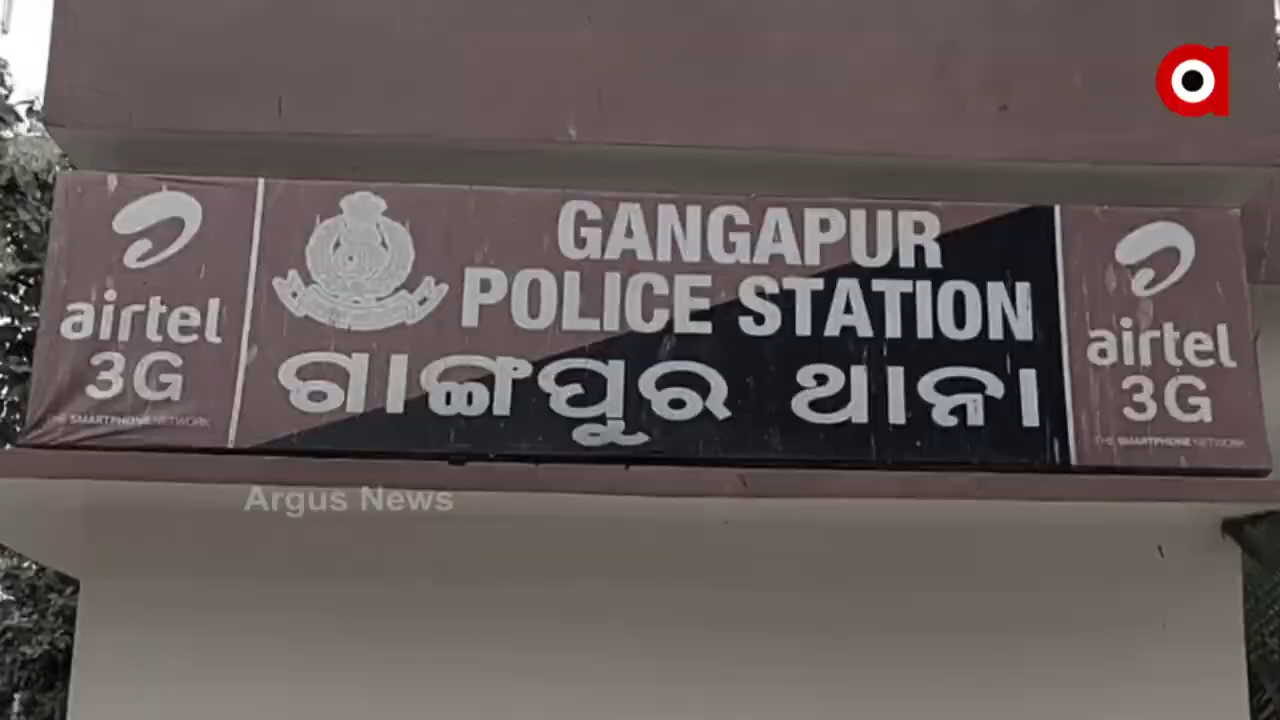 airtel
3G
THE SMARTPHONE NETWORK
GANGAPUR
POLICE STATION
ଗାଙ୍ଗପୁର ଥାନା
airtel
3G
THE SMARTPHONE NETWORK
Argus News